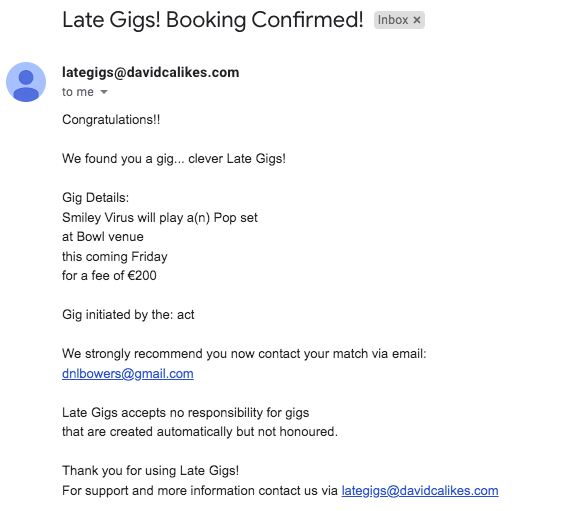 Late Gigs! Booking Confirmed! Inbox ×
lategigs@davidcalikes.com
to me
Congratulations!!
We found you a gig... clever Late Gigs!
Gig Details:
Smiley Virus will play a(n) Pop set
at Bowl venue
this coming Friday
for a fee of €200
Gig initiated by the: act
We strongly recommend you now contact your match via email:
dnlbowers@gmail.com
Late Gigs accepts no responsibility for gigs
that are created automatically but not honoured.
Thank you for using Late Gigs!
For support and more information contact us via lategigs@davidcalikes.com